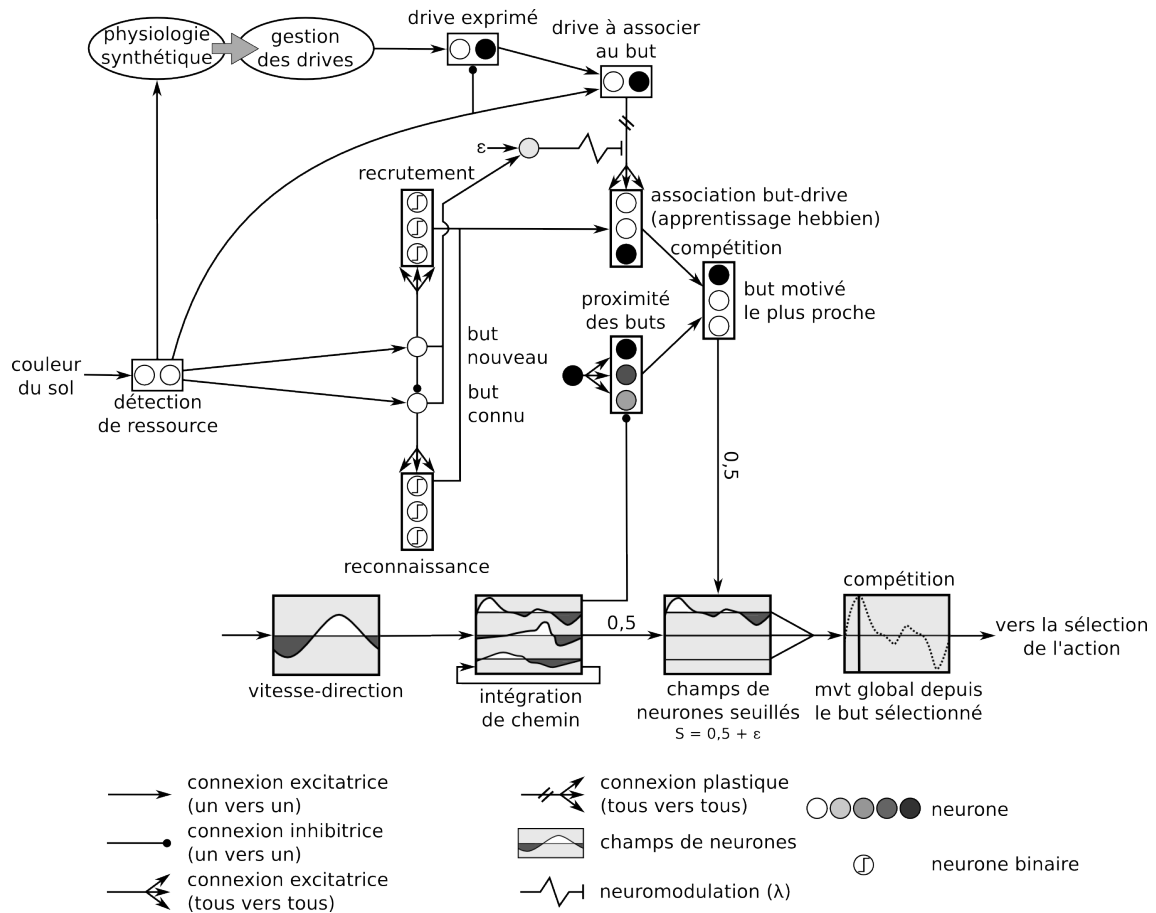 drive exprimé
drive à associer
au but
physiologie
synthétique
gestion
des drives
ε
recrutement
association but-drive
(apprentissage hebbien)
compétition
but motivé
le plus proche
proximité
des buts
but
nouveau
but
connu
couleur
du sol
détection
de ressource
0,5
reconnaissance
compétition
0,5
vers la sélection
de l'action
vitesse-direction
intégration
de chemin
champs de
neurones seuillés
S = 0,5 + ε
mvt global depuis
le but sélectionné
connexion excitatrice
(un vers un)
connexion inhibitrice
(un vers un)
connexion excitatrice
(tous vers tous)
connexion plastique
(tous vers tous)
champs de neurones
neuromodulation (λ)
neurone
neurone binaire